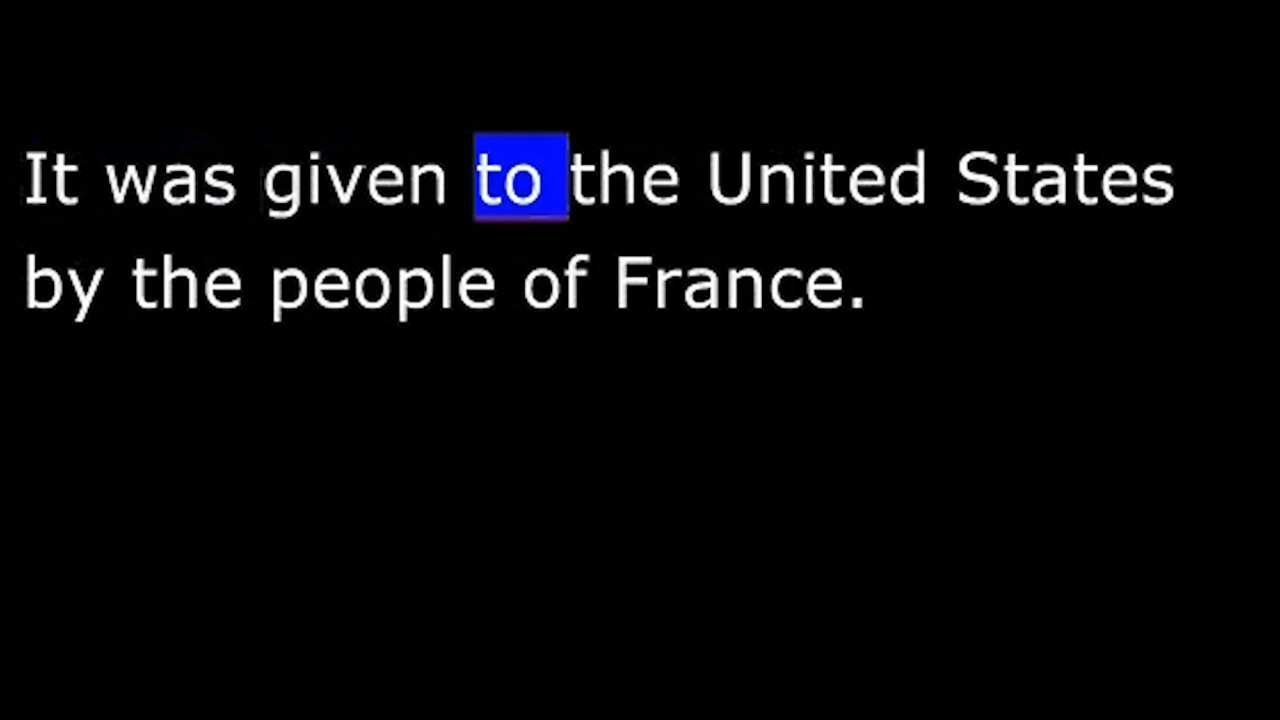 It was given to the United States
by the people of France.